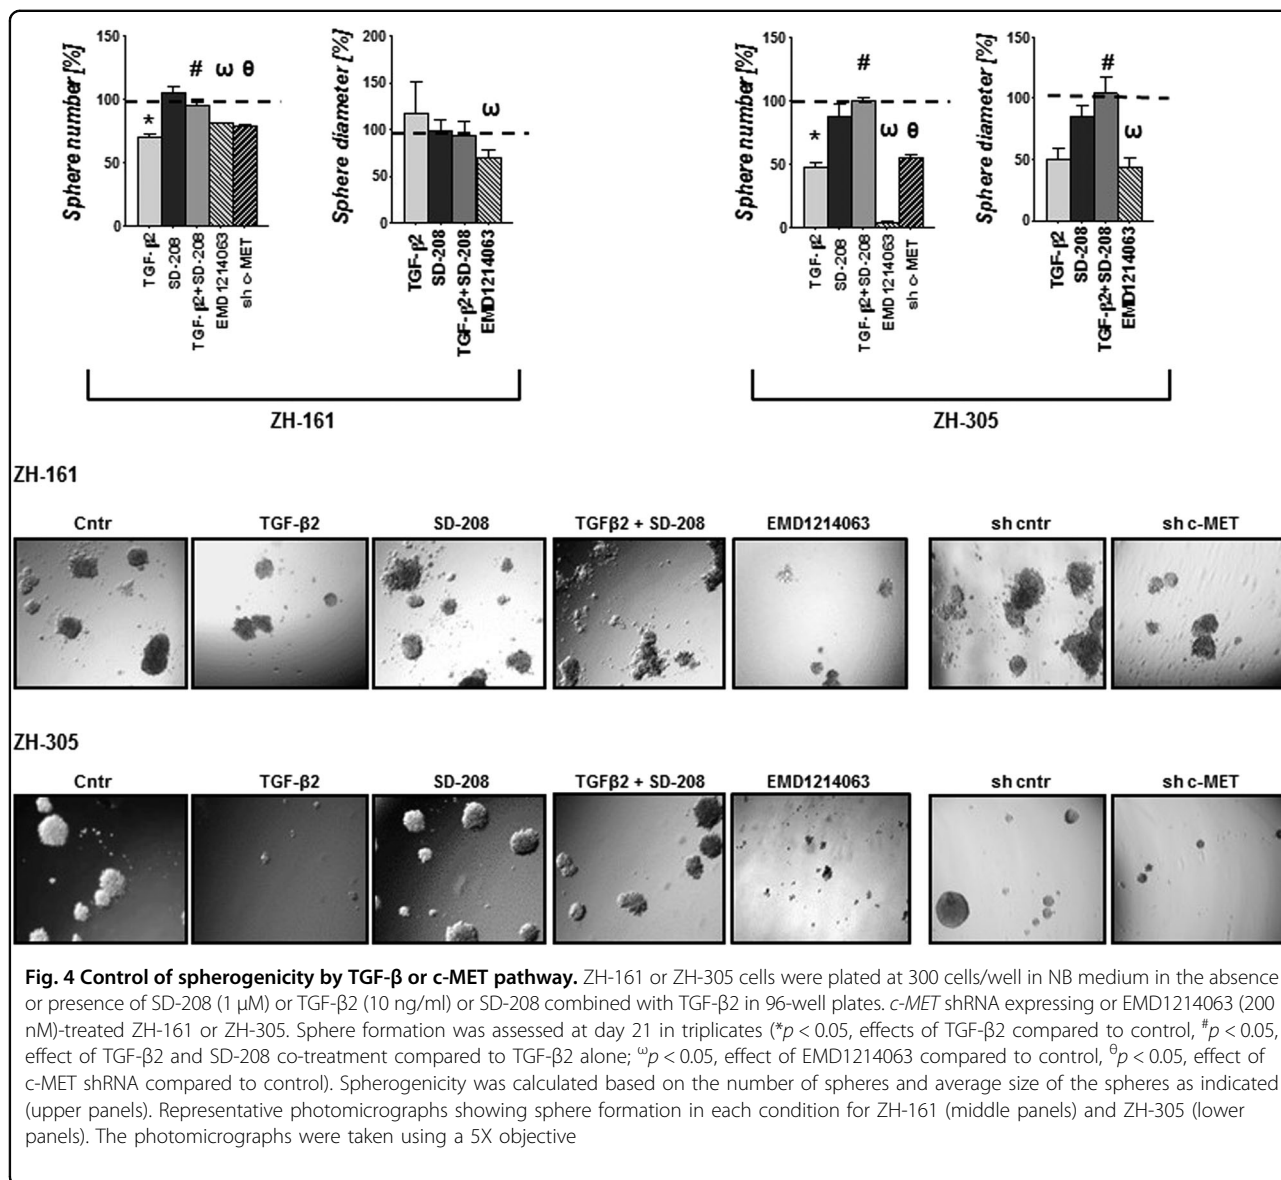 Sphere number [%]
150
100
50
0
*
#
ω
θ
TGF-β2
SD-208
TGF-β2+SD-208
EMD1214063
sh c-MET
Sphere diameter [%]
200
150
100
50
0
ω
TGF-β2
SD-208
TGF-β2+SD-208
EMD1214063
ZH-161
Sphere number [%]
150
100
50
0
*
#
ω
θ
TGF-β2
SD-208
TGF-β2+SD-208
EMD1214063
sh c-MET
Sphere diameter [%]
150
100
50
0
#
ω
TGF-β2
SD-208
TGF-β2+SD-208
EMD1214063
ZH-305
ZH-161
Cntr TGF-β2 SD-208 TGFβ2 + SD-208 EMD1214063 sh cntr sh c-MET
ZH-305
Cntr TGF-β2 SD-208 TGFβ2 + SD-208 EMD1214063 sh cntr sh c-MET
Fig. 4 Control of spherogenicity by TGF-β or c-MET pathway. ZH-161 or ZH-305 cells were plated at 300 cells/well in NB medium in the absence
or presence of SD-208 (1 µM) or TGF-β2 (10 ng/ml) or SD-208 combined with TGF-β2 in 96-well plates. c-MET shRNA expressing or EMD1214063 (200
nM)-treated ZH-161 or ZH-305. Sphere formation was assessed at day 21 in triplicates (*p < 0.05, effects of TGF-β2 compared to control, #p < 0.05,
effect of TGF-β2 and SD-208 co-treatment compared to TGF-β2 alone; ωp < 0.05, effect of EMD1214063 compared to control, θp < 0.05, effect of
c-MET shRNA compared to control). Spherogenicity was calculated based on the number of spheres and average size of the spheres as indicated
(upper panels). Representative photomicrographs showing sphere formation in each condition for ZH-161 (middle panels) and ZH-305 (lower
panels). The photomicrographs were taken using a 5X objective